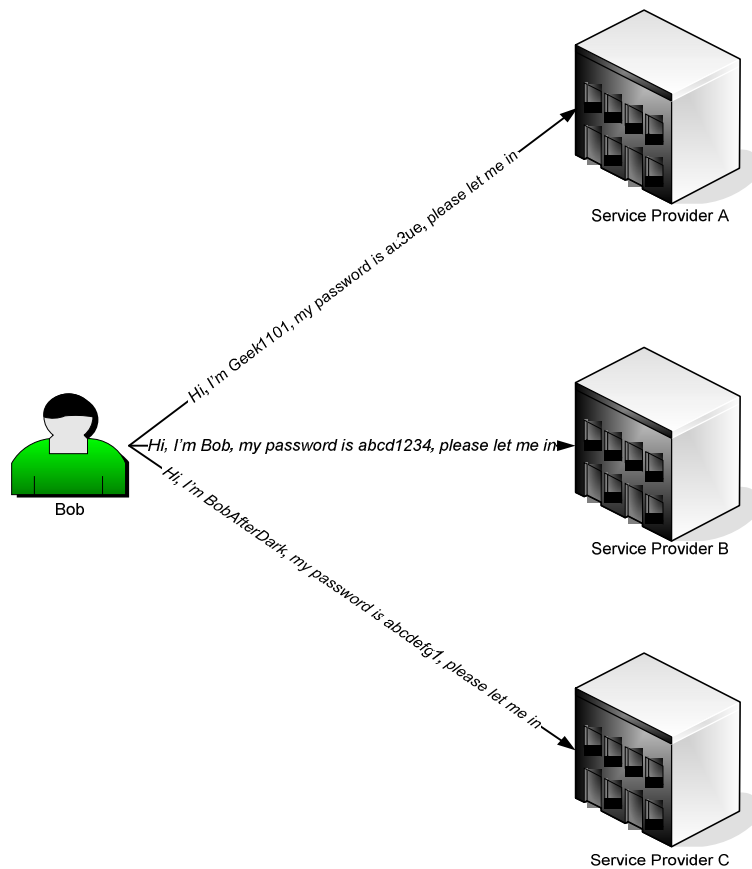 Service Provider A
Hi, I'm Geek1101, my password is please let me in
Hi, I'm Bob, my password is abcd1234, please let me in
Bob
Hi, I'm BobAfterDark, my password is abcdefg1, please let me in
Service Provider B
Service Provider C